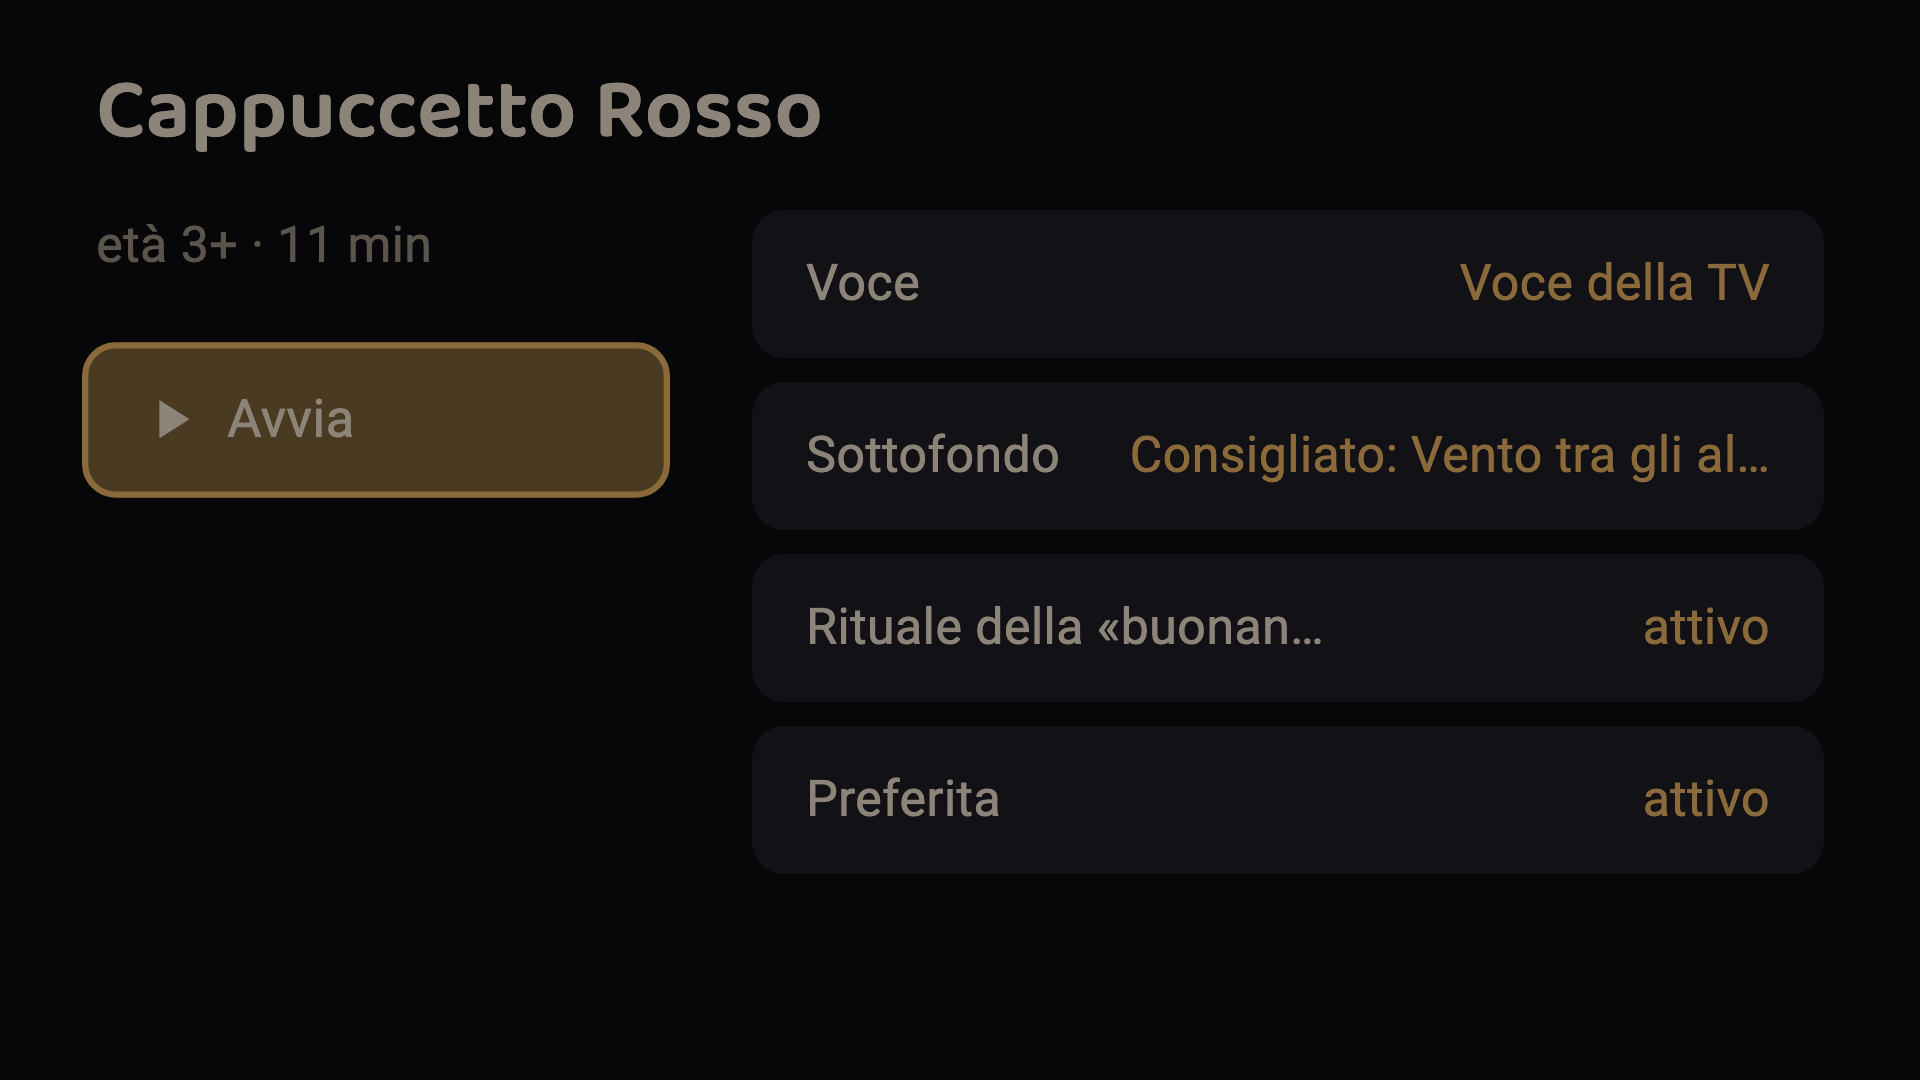 Cappuccetto Rosso
età 3+ · 11 min
Avvia
Voce
Voce della TV
Sottofondo
Consigliato: Vento tra gli al…
Rituale della «buonan…
attivo
Preferita
attivo